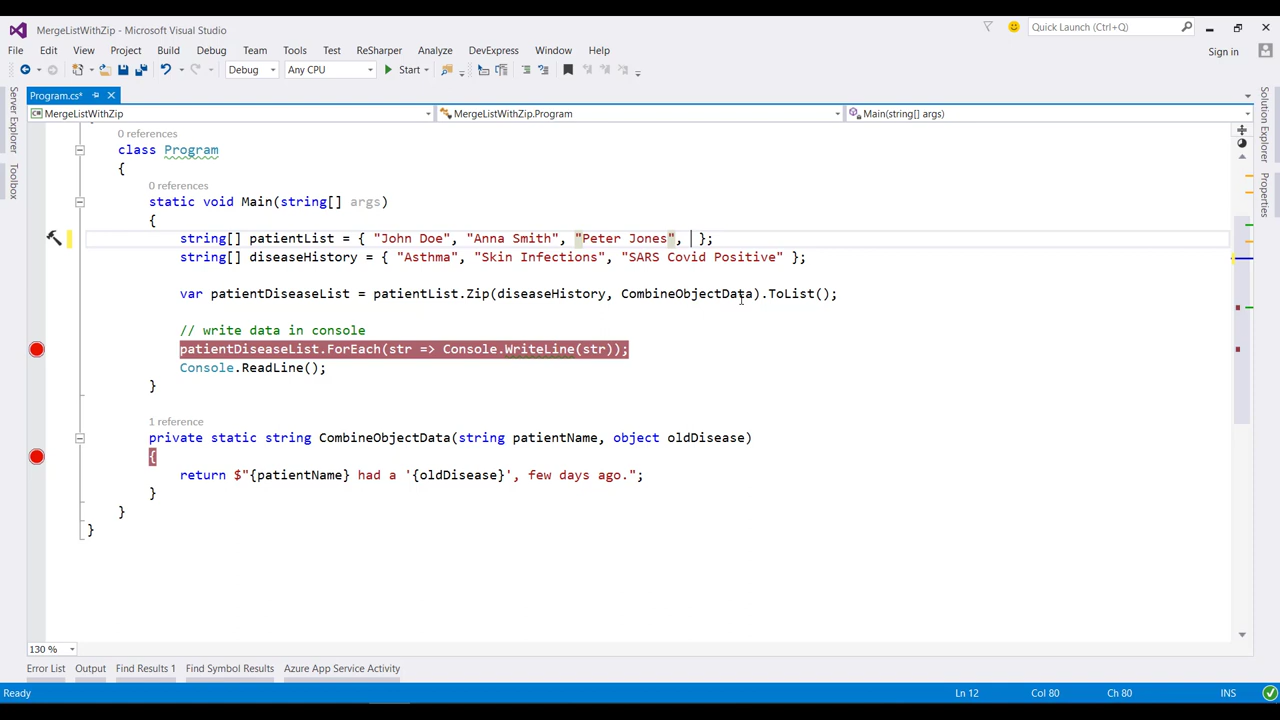 MergeListWithZip - Microsoft Visual Studio
Quick Launch (Ctrl+Q)
File Edit View Project Build Debug Team Tools Test ReSharper Analyze DevExpress Window Help
Sign in
Debug Any CPU Start
Program.cs*
MergeListWithZip MergeListWithZip.Program Main(string[] args)
Server Explorer
Toolbox
Solution Explorer
Properties
0 references
class Program
{
0 references
static void Main(string[] args)
{
string[] patientList = { "John Doe", "Anna Smith", "Peter Jones", };
string[] diseaseHistory = { "Asthma", "Skin Infections", "SARS Covid Positive" };
var patientDiseaseList = patientList.Zip(diseaseHistory, CombineObjectData).ToList();
// write data in console
patientDiseaseList.ForEach(str => Console.WriteLine(str));
Console.ReadLine();
}
1 reference
private static string CombineObjectData(string patientName, object oldDisease)
{
return $"{patientName} had a '{oldDisease}', few days ago.";
}
}
}
130 %
Error List Output Find Results 1 Find Symbol Results Azure App Service Activity
Ready Ln 12 Col 80 Ch 80 INS